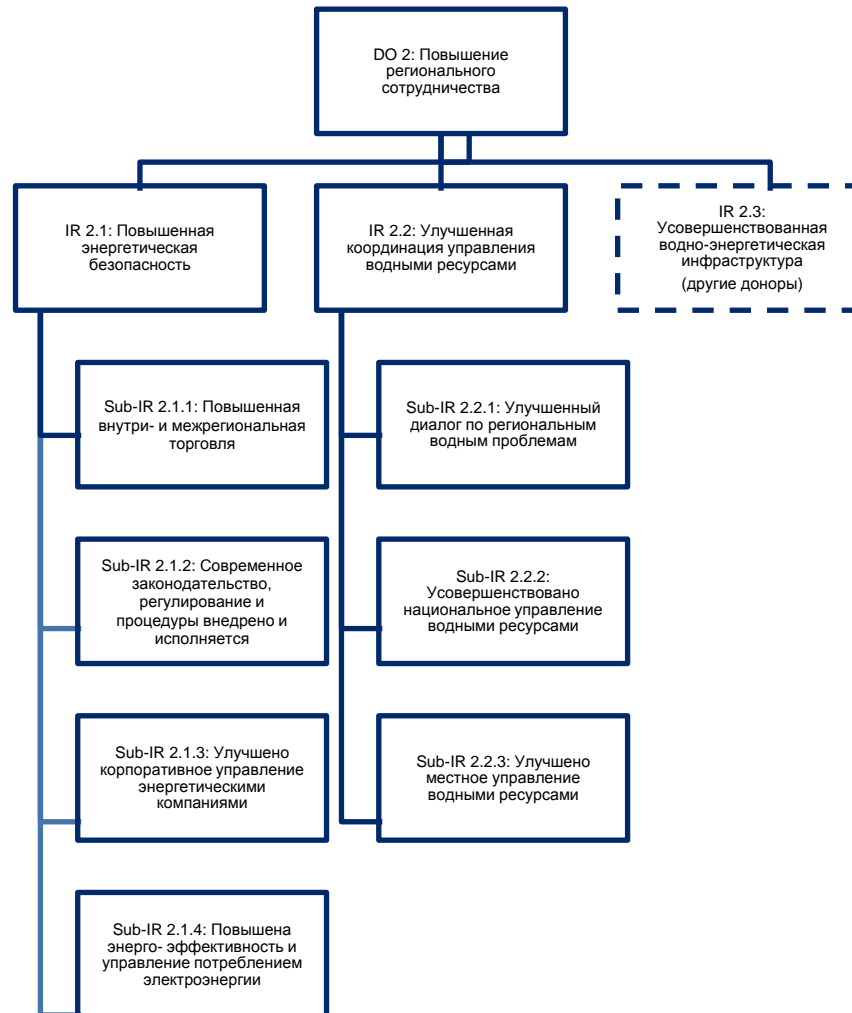 DO 2: Повышение
регионального
сотрудничества
IR 2.1: Повышенная
энергетическая
безопасность
IR 2.2: Улучшенная
координация управления
водными ресурсами
IR 2.3:
Усовершенствованная
водно-энергетическая
инфраструктура
(другие доноры)
Sub-IR 2.1.1: Повышенная
внутри- и межрегиональная
торговля
Sub-IR 2.2.1: Улучшенный
диалог по региональным
водным проблемам
Sub-IR 2.1.2: Современное
законодательство,
регулирование и
процедуры внедрено и
исполняется
Sub-IR 2.2.2:
Усовершенствовано
национальное управление
водными ресурсами
Sub-IR 2.1.3: Улучшено
корпоративное управление
энергетическими
компаниями
Sub-IR 2.2.3: Улучшено
местное управление
водными ресурсами
Sub-IR 2.1.4: Повышена
энерго- эффективность и
управление потреблением
электроэнергии